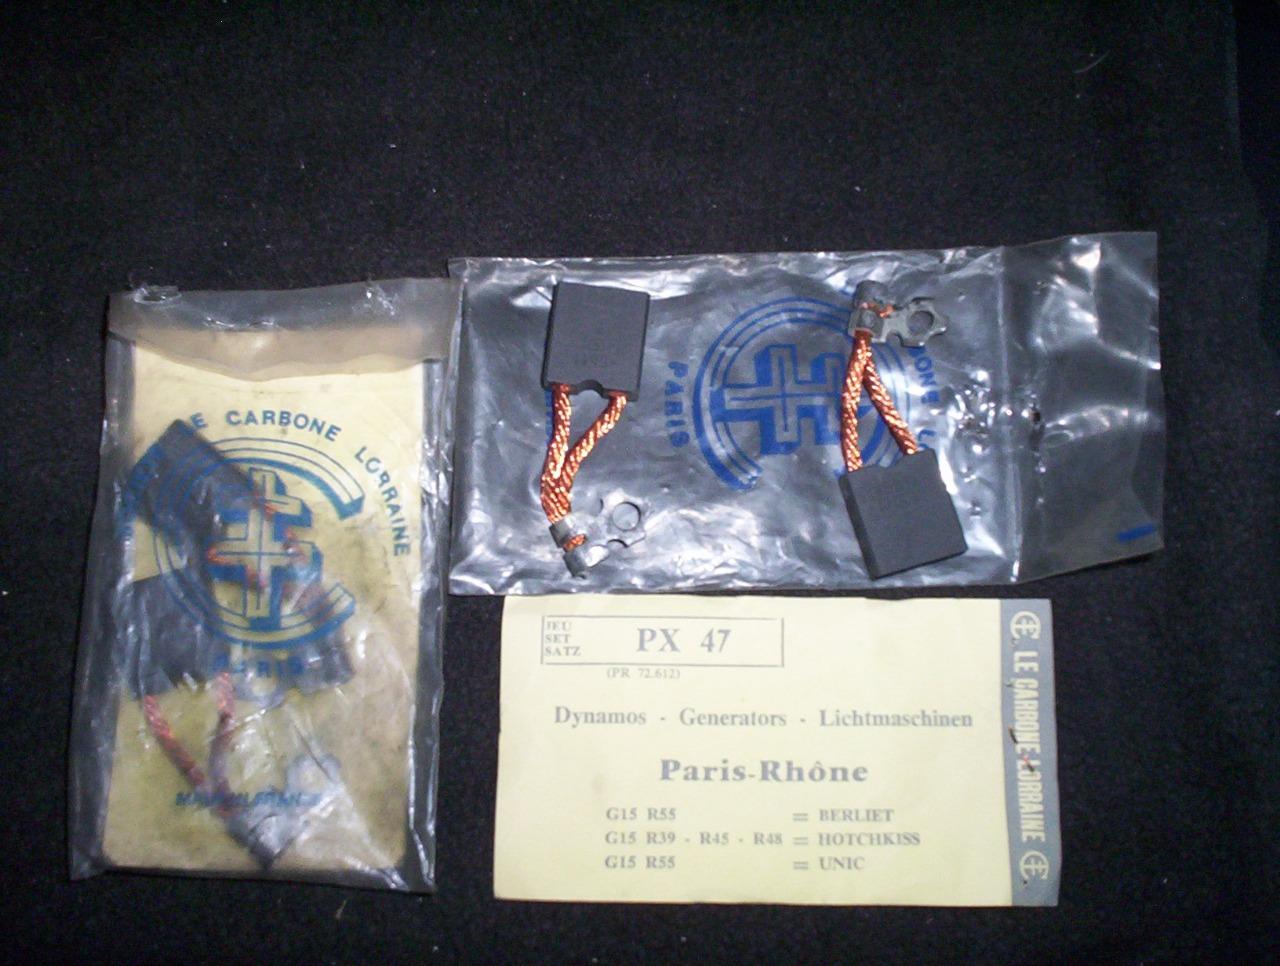 LE CARBONE LORRAINE
PARIS
PARIS
JEU
SET
SATZ
PX 47
(PR 72.612)
Dynamos - Generators - Lichtmaschinen
Paris-Rhône
G15 R55 = BERLIET
G15 R39 - R45 - R48 = HOTCHKISS
G15 R55 = UNIC
LE CARBONE-LORRAINE